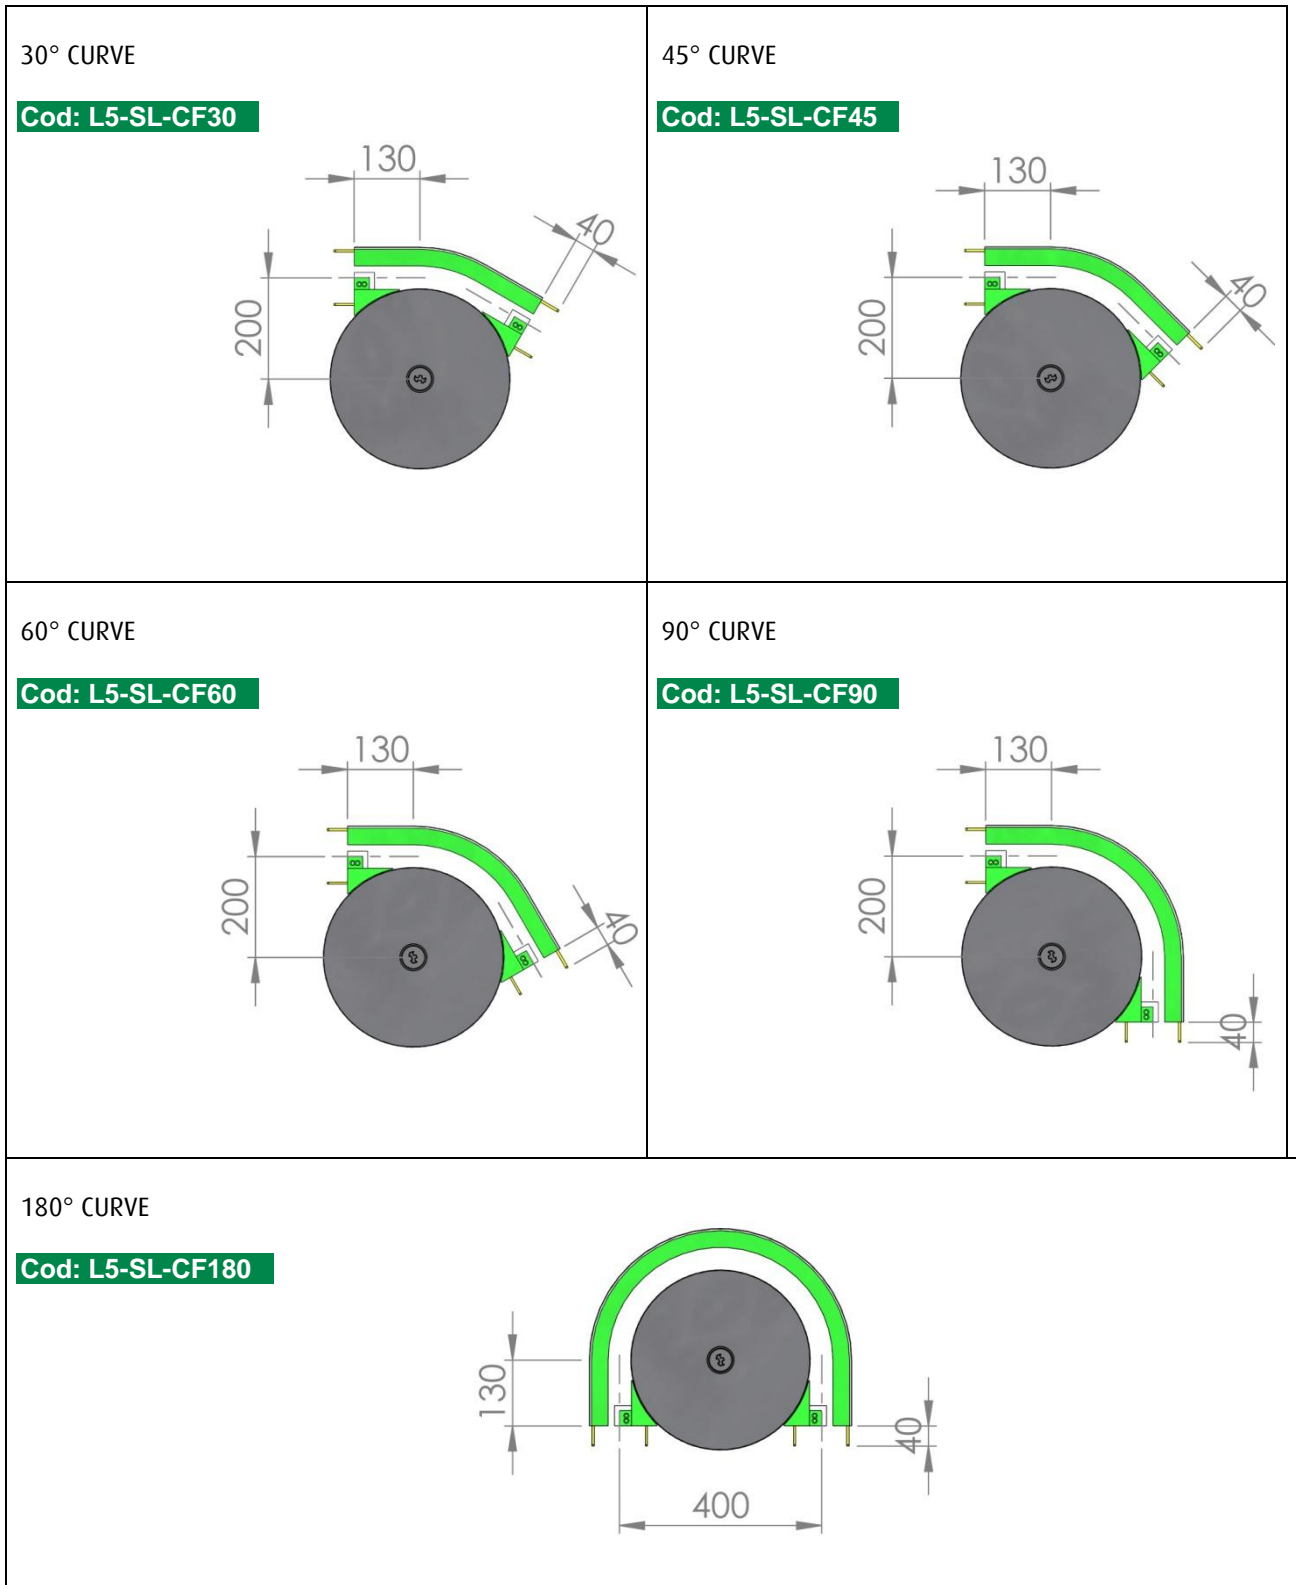 30° CURVE
Cod: L5-SL-CF30
130
40
200
45° CURVE
Cod: L5-SL-CF45
130
40
200
60° CURVE
Cod: L5-SL-CF60
130
200
40
90° CURVE
Cod: L5-SL-CF90
130
200
40
180° CURVE
Cod: L5-SL-CF180
130
40
400